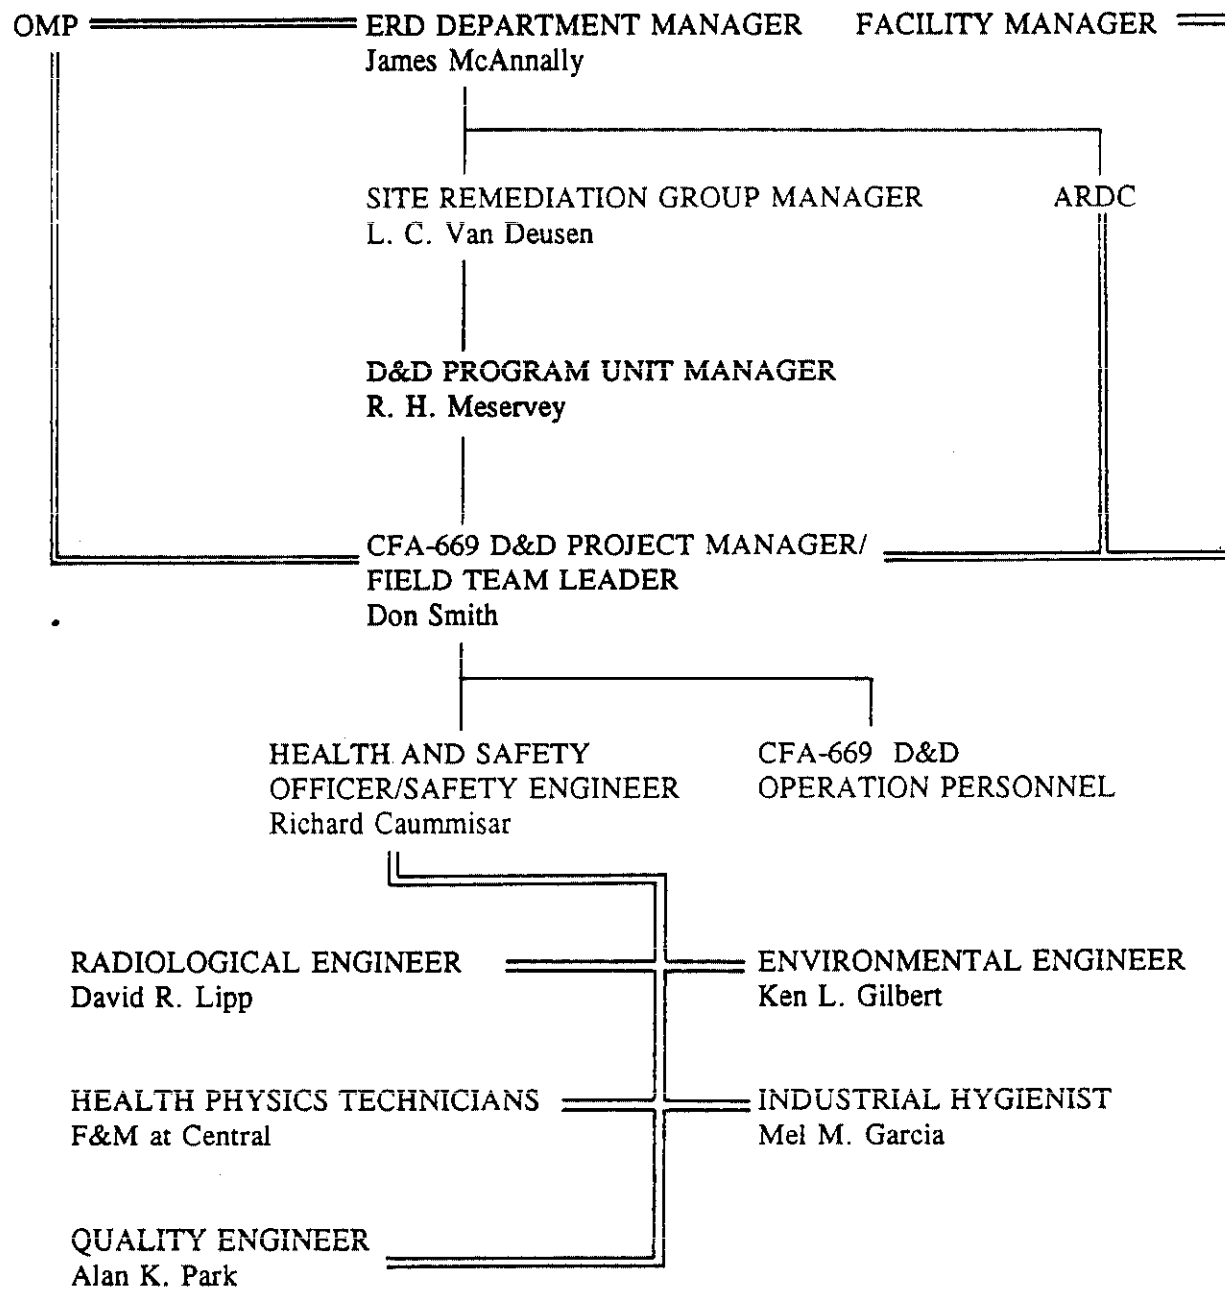 OMP
ERD DEPARTMENT MANAGER
James McAnnally
FACILITY MANAGER
SITE REMEDIATION GROUP MANAGER
L. C. Van Deusen
ARDC
D&D PROGRAM UNIT MANAGER
R. H. Meservey
CFA-669 D&D PROJECT MANAGER/
FIELD TEAM LEADER
Don Smith
HEALTH AND SAFETY
OFFICER/SAFETY ENGINEER
Richard Caummisar
CFA-669 D&D
OPERATION PERSONNEL
RADIOLOGICAL ENGINEER
David R. Lipp
ENVIRONMENTAL ENGINEER
Ken L. Gilbert
HEALTH PHYSICS TECHNICIANS
F&M at Central
INDUSTRIAL HYGIENIST
Mel M. Garcia
QUALITY ENGINEER
Alan K. Park